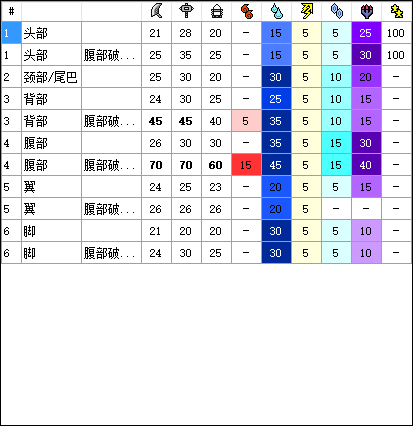 #
1 头部 21 28 20 – 15 5 5 25 100
1 头部 腹部破... 25 35 25 – 15 5 5 30 100
2 颈部/尾巴 25 30 20 – 30 5 10 20 –
3 背部 24 30 25 – 25 5 10 15 –
3 背部 腹部破... 45 45 40 5 35 5 10 15 –
4 腹部 26 30 30 – 35 5 15 30 –
4 腹部 腹部破... 70 70 60 15 45 5 15 40 –
5 翼 24 25 23 – 20 5 5 15 –
5 翼 腹部破... 26 26 26 – 20 5 – – –
6 脚 21 20 20 – 30 5 5 10 –
6 脚 腹部破... 24 30 25 – 30 5 5 10 –